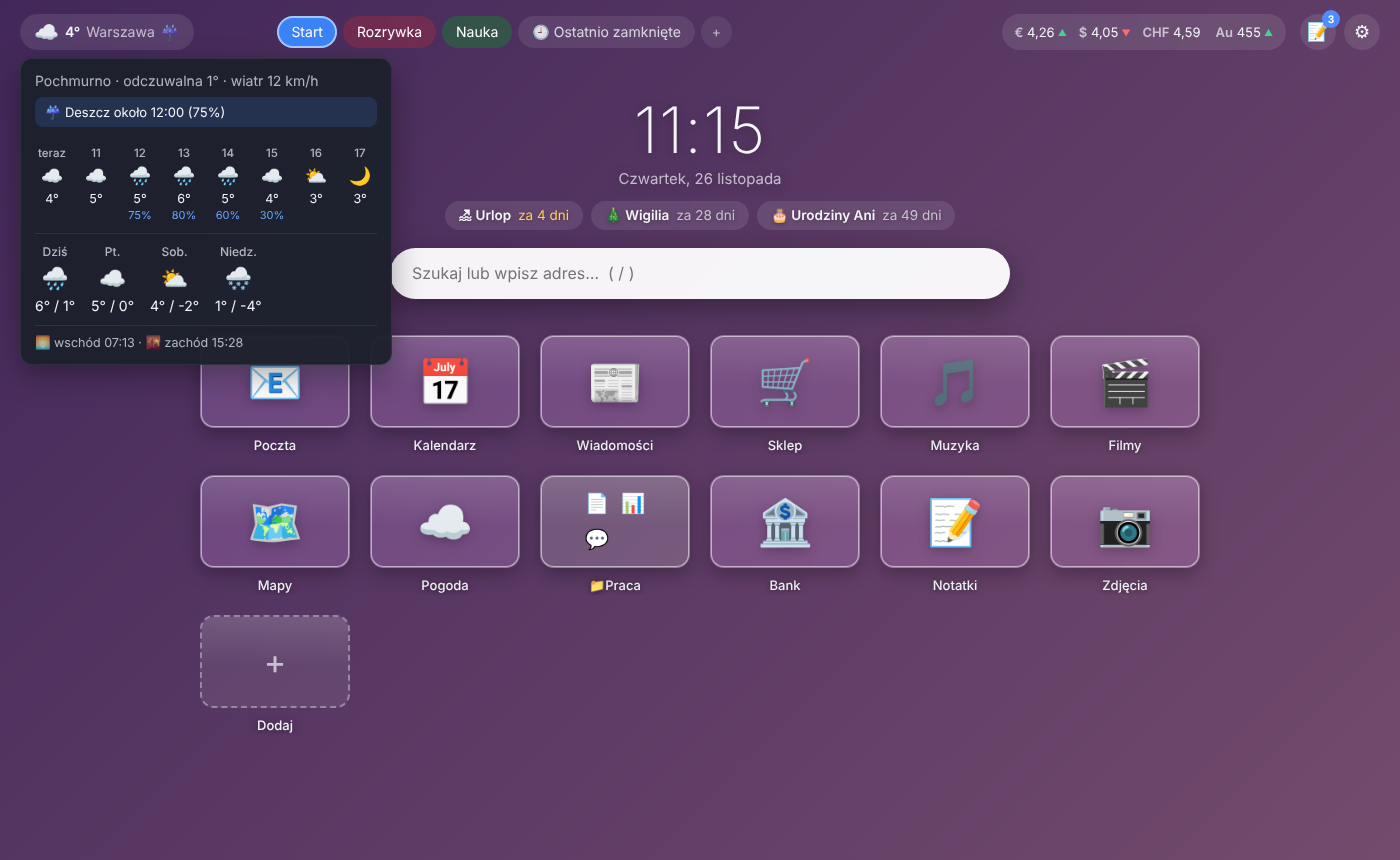 4° Warszawa
Start
Rozrywka
Nauka
Ostatnio zamknięte
+
€ 4,26 $ 4,05 CHF 4,59 Au 455
3
Pochmurno · odczuwalna 1° · wiatr 12 km/h
Deszcz około 12:00 (75%)
teraz 11 12 13 14 15 16 17
4° 5° 5° 6° 5° 4° 3° 3°
75% 80% 60% 30%
Dziś Pt. Sob. Niedz.
6° / 1° 5° / 0° 4° / -2° 1° / -4°
wschód 07:13 · zachód 15:28
11:15
Czwartek, 26 listopada
Urlop za 4 dni
Wigilia za 28 dni
Urodziny Ani za 49 dni
Szukaj lub wpisz adres... ( / )
July
17
Poczta Kalendarz Wiadomości Sklep Muzyka Filmy
Mapy Pogoda Praca Bank Notatki Zdjęcia
+
Dodaj